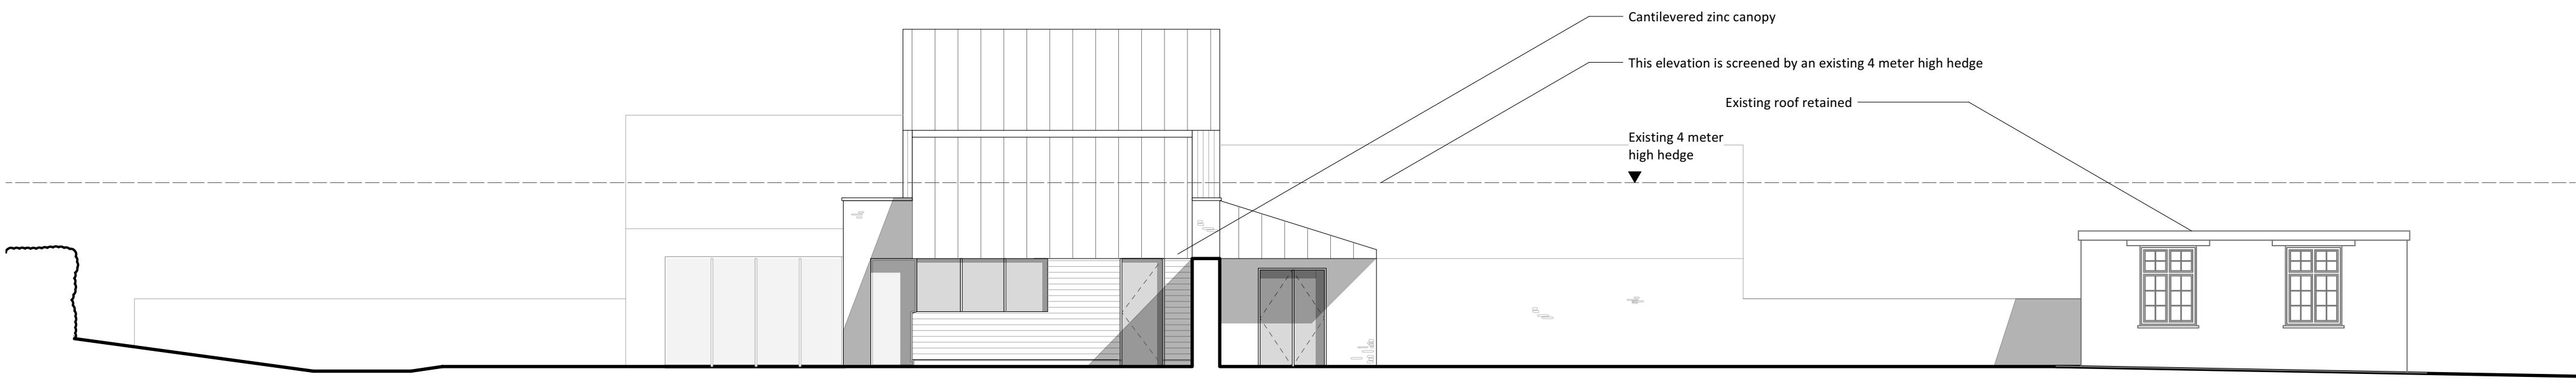 Cantilevered zinc canopy
This elevation is screened by an existing 4 meter high hedge
Existing roof retained
Existing 4 meter
high hedge